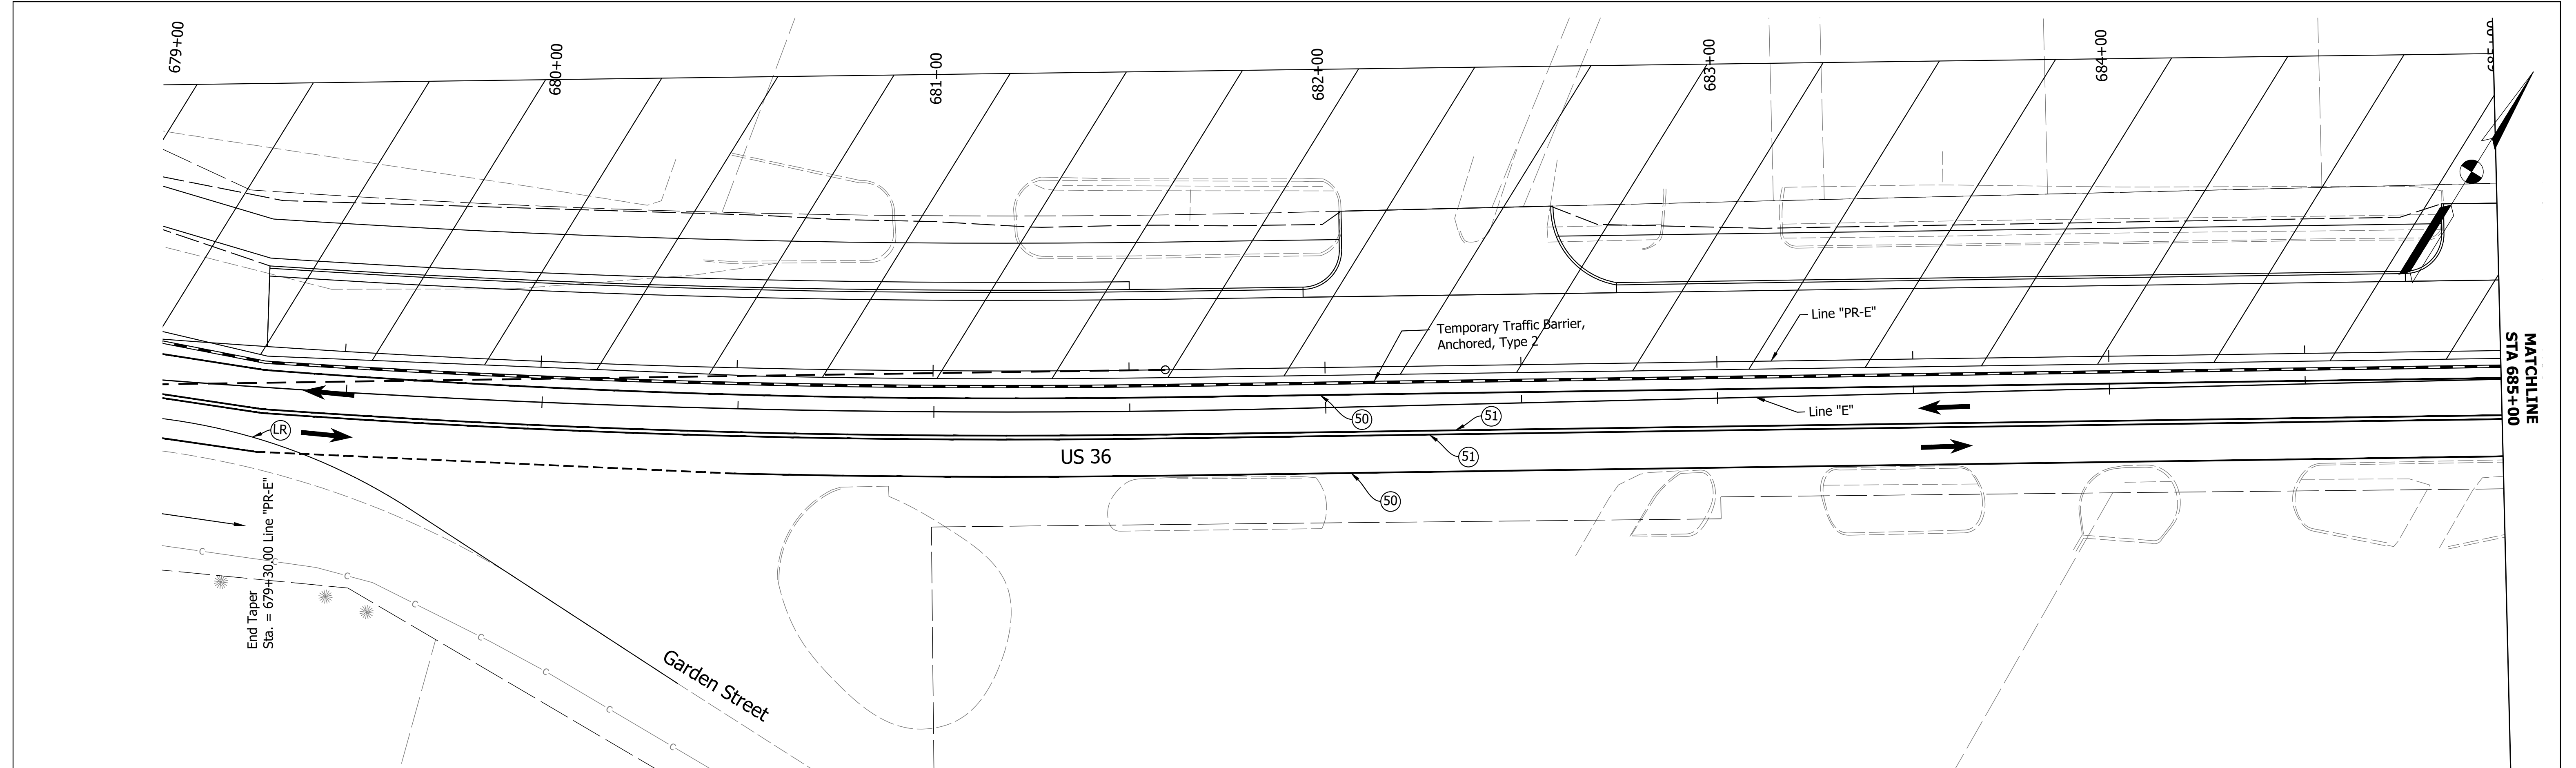 679+00
680+00
681+00
682+00
683+00
684+00
Temporary Traffic Barrier,
Anchored, Type 2
Line "PR-E"
MATCHLINE
STA 685+00
Line "E"
50
51
51
50
LR
US 36
End Taper
Sta. = 679+30.00 Line "PR-E"
Garden Street
C
C
C
C
C
C
C
C